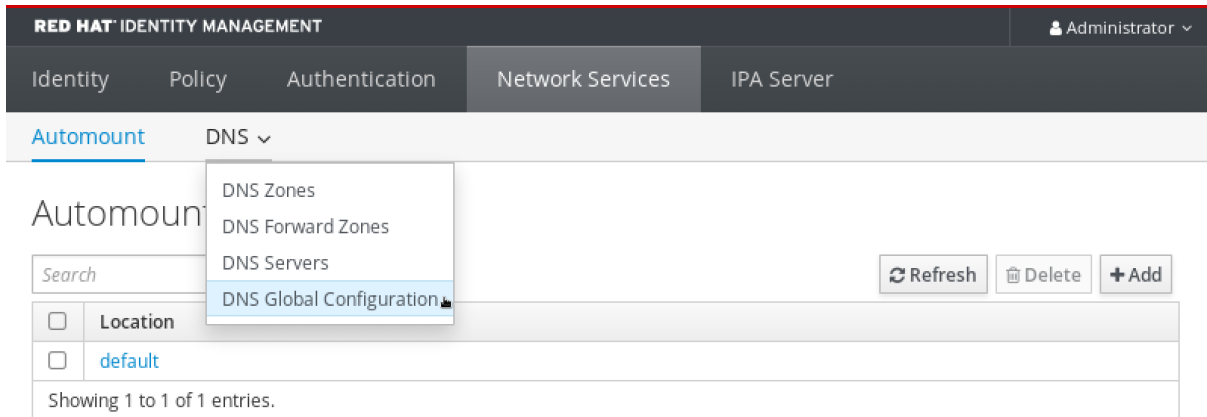 RED HAT® IDENTITY MANAGEMENT
Administrator
Identity Policy Authentication Network Services IPA Server
Automount DNS
DNS Zones
DNS Forward Zones
DNS Servers
DNS Global Configuration
Search
Refresh Delete +Add
Location
default
Showing 1 to 1 of 1 entries.